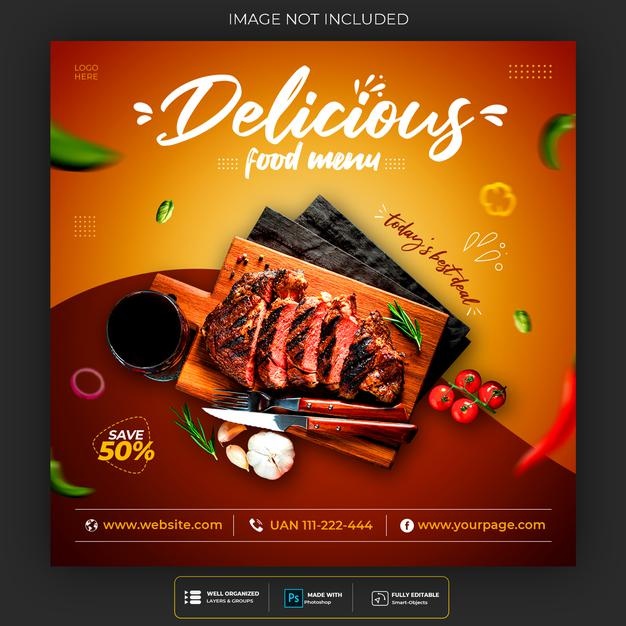 IMAGE NOT INCLUDED
LOGO
HERE
Delicious
food menu
today's best deal
SAVE
50%
www.website.com
UAN 111-222-444
www.yourpage.com
WELL ORGANIZED
LAYERS & GROUPS
Ps
MADE WITH
Photoshop
FULLY EDITABLE
Smart-Objects